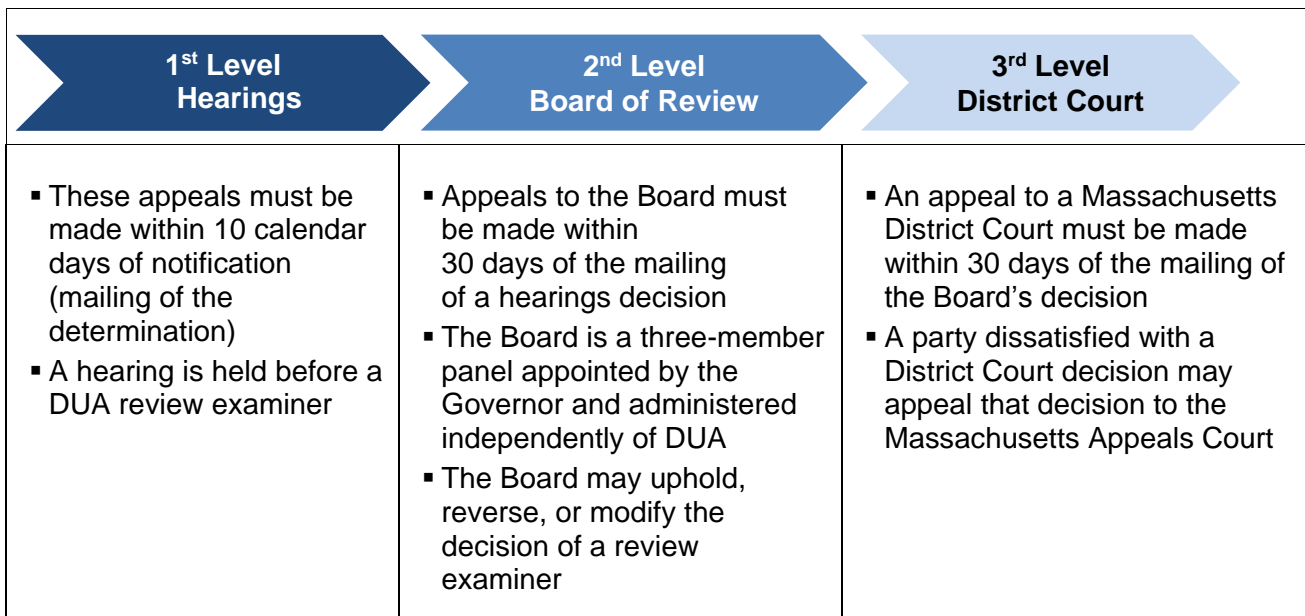 1st Level
Hearings
2nd Level
Board of Review
3rd Level
District Court
▪ These appeals must be
made within 10 calendar
days of notification
(mailing of the
determination)
▪ A hearing is held before a
DUA review examiner
▪ Appeals to the Board must
be made within
30 days of the mailing
of a hearings decision
▪ The Board is a three-member
panel appointed by the
Governor and administered
independently of DUA
▪ The Board may uphold,
reverse, or modify the
decision of a review
examiner
▪ An appeal to a Massachusetts
District Court must be made
within 30 days of the mailing of
the Board’s decision
▪ A party dissatisfied with a
District Court decision may
appeal that decision to the
Massachusetts Appeals Court